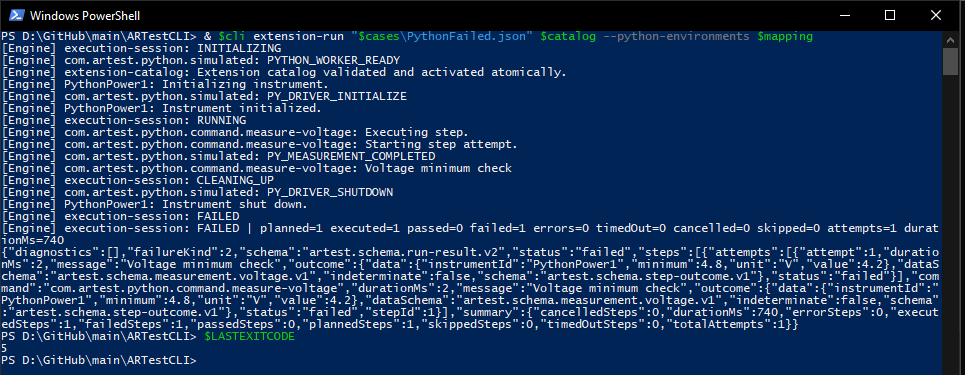 Windows PowerShell
PS D:\GitHub\main\ARTestCLI> & $cli extension-run "$cases\PythonFailed.json" $catalog --python-environments $mapping
[Engine] execution-session: INITIALIZING
[Engine] com.artest.python.simulated: PYTHON_WORKER_READY
[Engine] extension-catalog: Extension catalog validated and activated atomically.
[Engine] PythonPower1: Initializing instrument.
[Engine] com.artest.python.simulated: PY_DRIVER_INITIALIZE
[Engine] PythonPower1: Instrument initialized.
[Engine] execution-session: RUNNING
[Engine] com.artest.python.command.measure-voltage: Executing step.
[Engine] com.artest.python.command.measure-voltage: Starting step attempt.
[Engine] com.artest.python.simulated: PY_MEASUREMENT_COMPLETED
[Engine] com.artest.python.command.measure-voltage: Voltage minimum check
[Engine] execution-session: CLEANING_UP
[Engine] com.artest.python.simulated: PY_DRIVER_SHUTDOWN
[Engine] PythonPower1: Instrument shut down.
[Engine] execution-session: FAILED
[Engine] execution-session: FAILED | planned=1 executed=1 passed=0 failed=1 errors=0 timedOut=0 cancelled=0 skipped=0 attempts=1 durat
ionMs=740
{"diagnostics":[],"failureKind":2,"schema":"artest.schema.run-result.v2","status":"failed","steps":[{"attempts":[{"attempt":1,"duratio
nMs":2,"message":"Voltage minimum check","outcome":{"data":{"instrumentId":"PythonPower1","minimum":4.8,"unit":"V","value":4.2},"dataS
chema":"artest.schema.measurement.voltage.v1","indeterminate":false,"schema":"artest.schema.step-outcome.v1"},"status":"failed"}],"com
mand":"com.artest.python.command.measure-voltage","durationMs":2,"message":"Voltage minimum check","outcome":{"data":{"instrumentId":"
PythonPower1","minimum":4.8,"unit":"V","value":4.2},"dataSchema":"artest.schema.measurement.voltage.v1","indeterminate":false,"schema"
:"artest.schema.step-outcome.v1"},"status":"failed","stepId":1}],"summary":{"cancelledSteps":0,"durationMs":740,"errorSteps":0,"execut
edSteps":1,"failedSteps":1,"passedSteps":0,"plannedSteps":1,"skippedSteps":0,"timedOutSteps":0,"totalAttempts":1}}
PS D:\GitHub\main\ARTestCLI> $LASTEXITCODE
5
PS D:\GitHub\main\ARTestCLI>